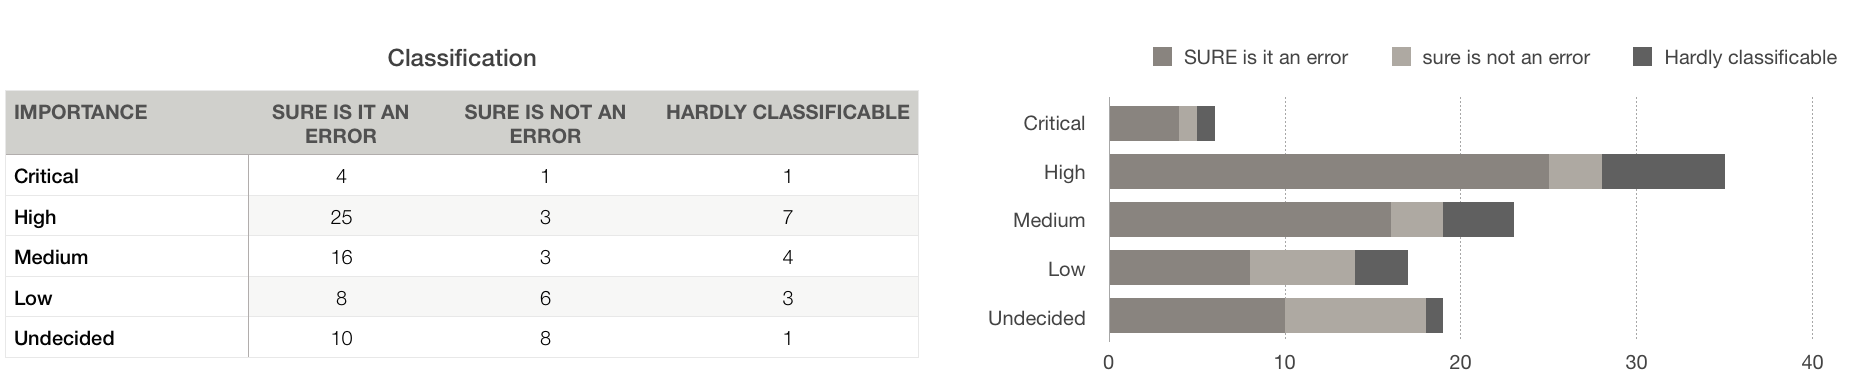 Classification
IMPORTANCE SURE IS IT AN ERROR SURE IS NOT AN ERROR HARDLY CLASSIFICABLE
Critical 4 1 1
High 25 3 7
Medium 16 3 4
Low 8 6 3
Undecided 10 8 1
SURE is it an error sure is not an error Hardly classificable
Critical
High
Medium
Low
Undecided
0 10 20 30 40